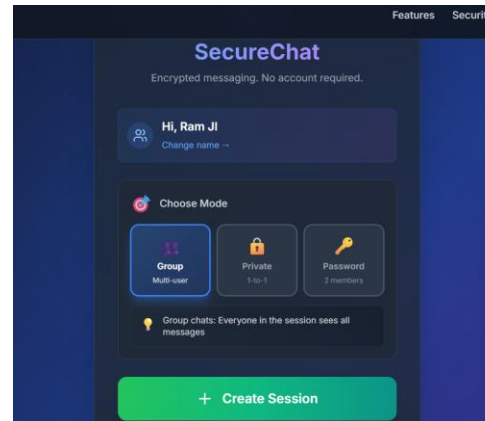 Features Securit
SecureChat
Encrypted messaging. No account required.
Hi, Ram JI
Change name →
Choose Mode
Group Private Password
Multi-user 1-to-1 2 members
Group chats: Everyone in the session sees all
messages
+ Create Session